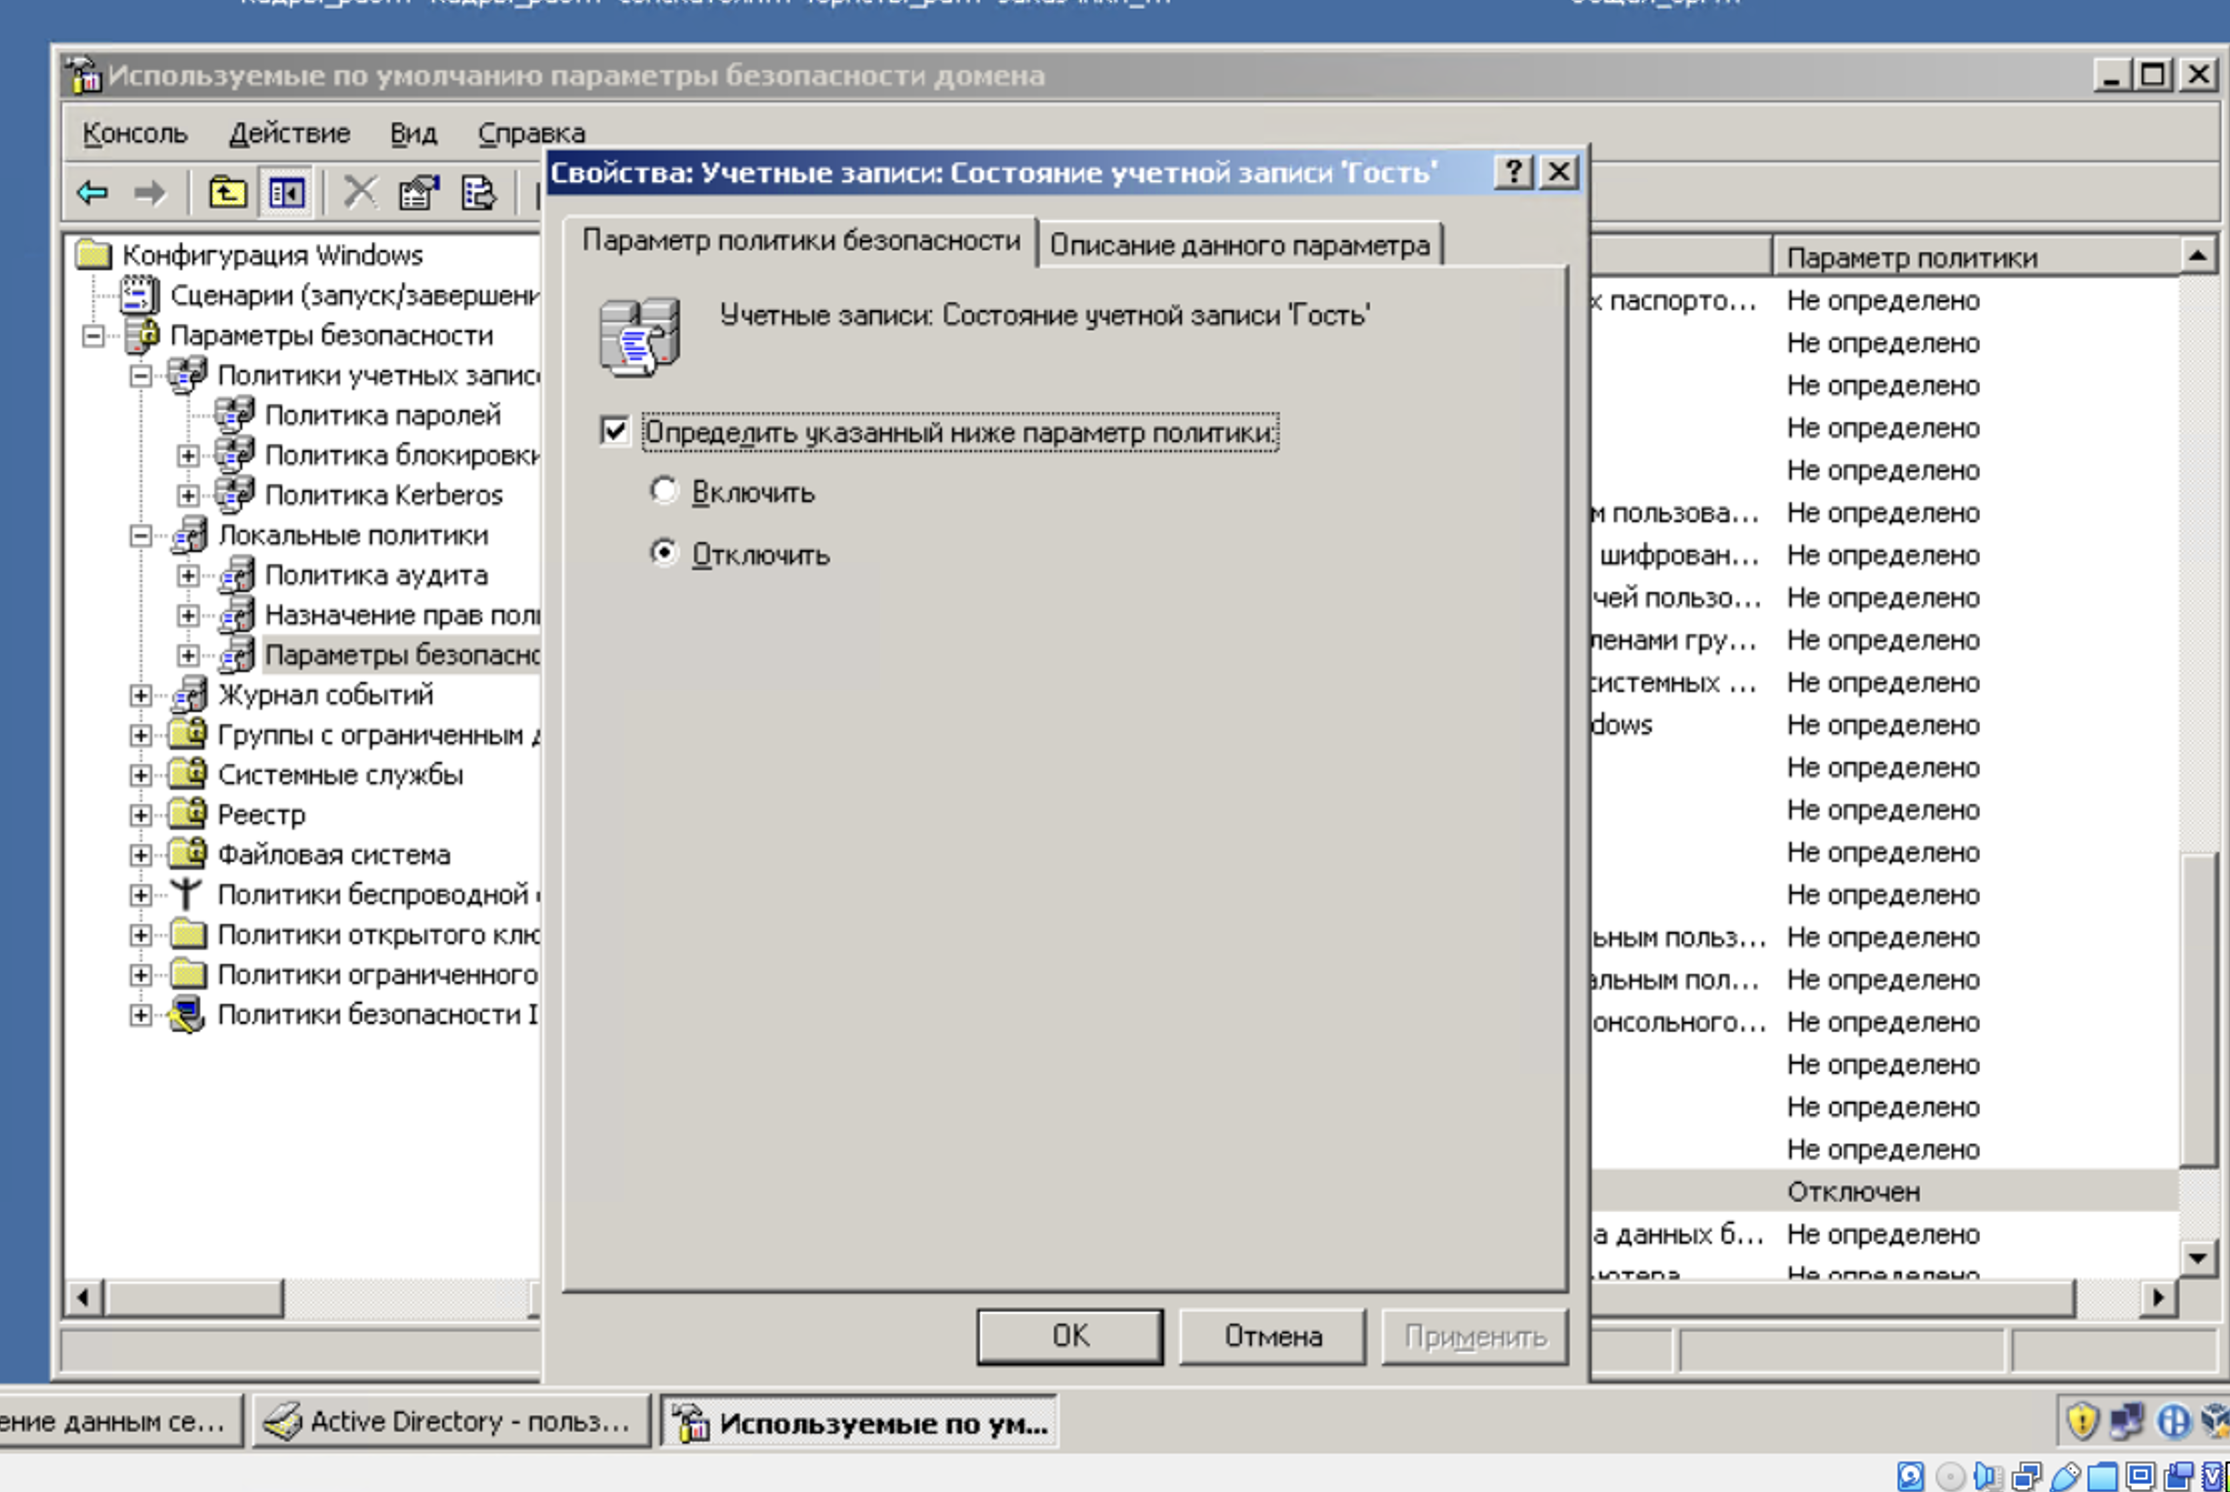 Используемые по умолчанию параметры безопасности домена
Консоль Действие Вид Справка
Свойства: Учетные записи: Состояние учетной записи 'Гость'
Параметр политики безопасности
Описание данного параметра
Учетные записи: Состояние учетной записи 'Гость'
Определить указанный ниже параметр политики:
Включить
Отключить
OK
Отмена
Применить
Конфигурация Windows
Сценарии (запуск/завершени
Параметры безопасности
Политики учетных запис
Политика паролей
Политика блокировки
Политика Kerberos
Локальные политики
Политика аудита
Назначение прав пол
Параметры безопасно
Журнал событий
Группы с ограниченным д
Системные службы
Реестр
Файловая система
Политики беспроводной
Политики открытого клю
Политики ограниченного
Политики безопасности I
Параметр политики
х паспорто... Не определено
Не определено
Не определено
Не определено
Не определено
м пользова... Не определено
шифрован... Не определено
чей пользо... Не определено
ленами гру... Не определено
системных ... Не определено
dows Не определено
Не определено
Не определено
Не определено
Не определено
ьным польз... Не определено
альным пол... Не определено
онсольного... Не определено
Не определено
Не определено
Не определено
Отключен
а данных б... Не определено
ютера Не определено
ение данным се...
Active Directory - польз...
Используемые по ум...